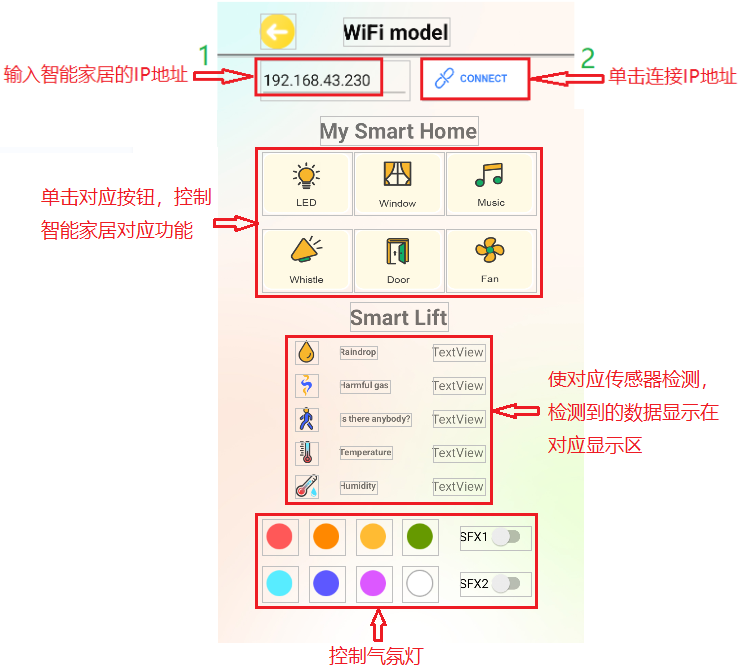 WiFi model
1
输入智能家居的IP地址
192.168.43.230
CONNECT
2
单击连接IP地址
My Smart Home
单击对应按钮，控制
智能家居对应功能
LED
Window
Music
Whistle
Door
Fan
Smart Lift
Raindrop
TextView
Harmful gas
TextView
Is there anybody?
TextView
Temperature
TextView
Humidity
TextView
使对应传感器检测，
检测到的数据显示在
对应显示区
SFX1
SFX2
控制气氛灯